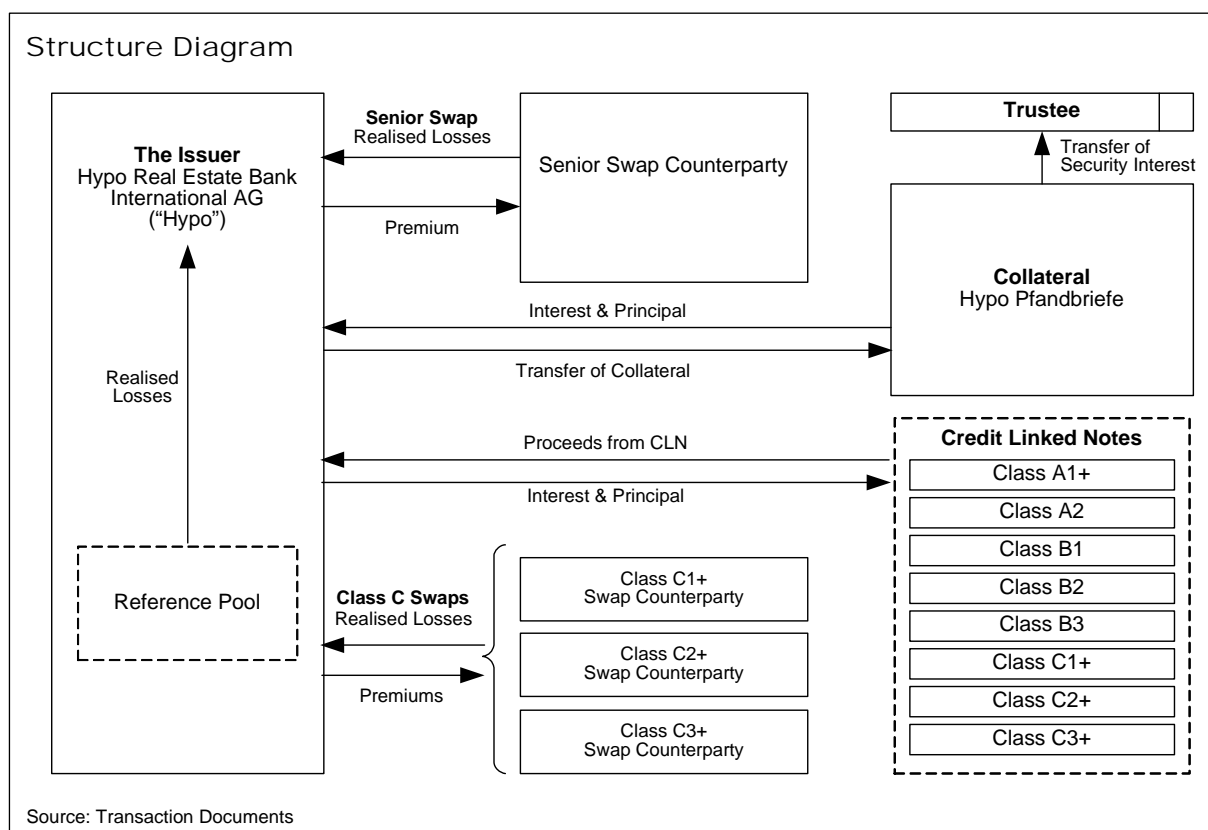 Structure Diagram
The Issuer
Hypo Real Estate Bank
International AG
(“Hypo”)
Realised
Losses
Reference Pool
Senior Swap
Realised Losses
Premium
Senior Swap Counterparty
Trustee
Transfer of
Security Interest
Collateral
Hypo Pfandbriefe
Interest & Principal
Transfer of Collateral
Proceeds from CLN
Interest & Principal
Class C Swaps
Realised Losses
Premiums
Class C1+
Swap Counterparty
Class C2+
Swap Counterparty
Class C3+
Swap Counterparty
Credit Linked Notes
Class A1+
Class A2
Class B1
Class B2
Class B3
Class C1+
Class C2+
Class C3+
Source: Transaction Documents